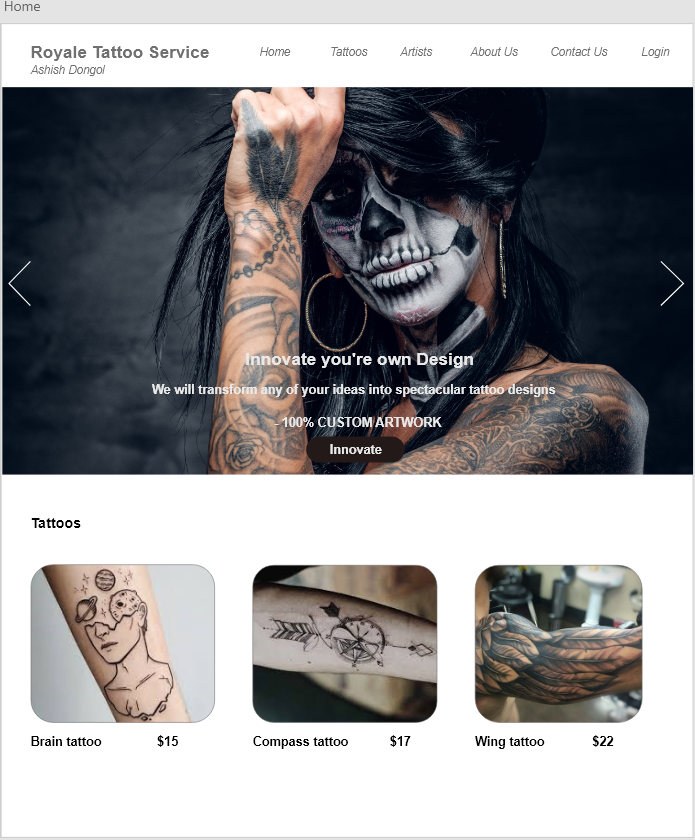 Home
Royale Tattoo Service
Ashish Dongol
Home Tattoos Artists About Us Contact Us Login
Innovate you're own Design
We will transform any of your ideas into spectacular tattoo designs
- 100% CUSTOM ARTWORK
Innovate
Tattoos
Brain tattoo $15
Compass tattoo $17
Wing tattoo $22